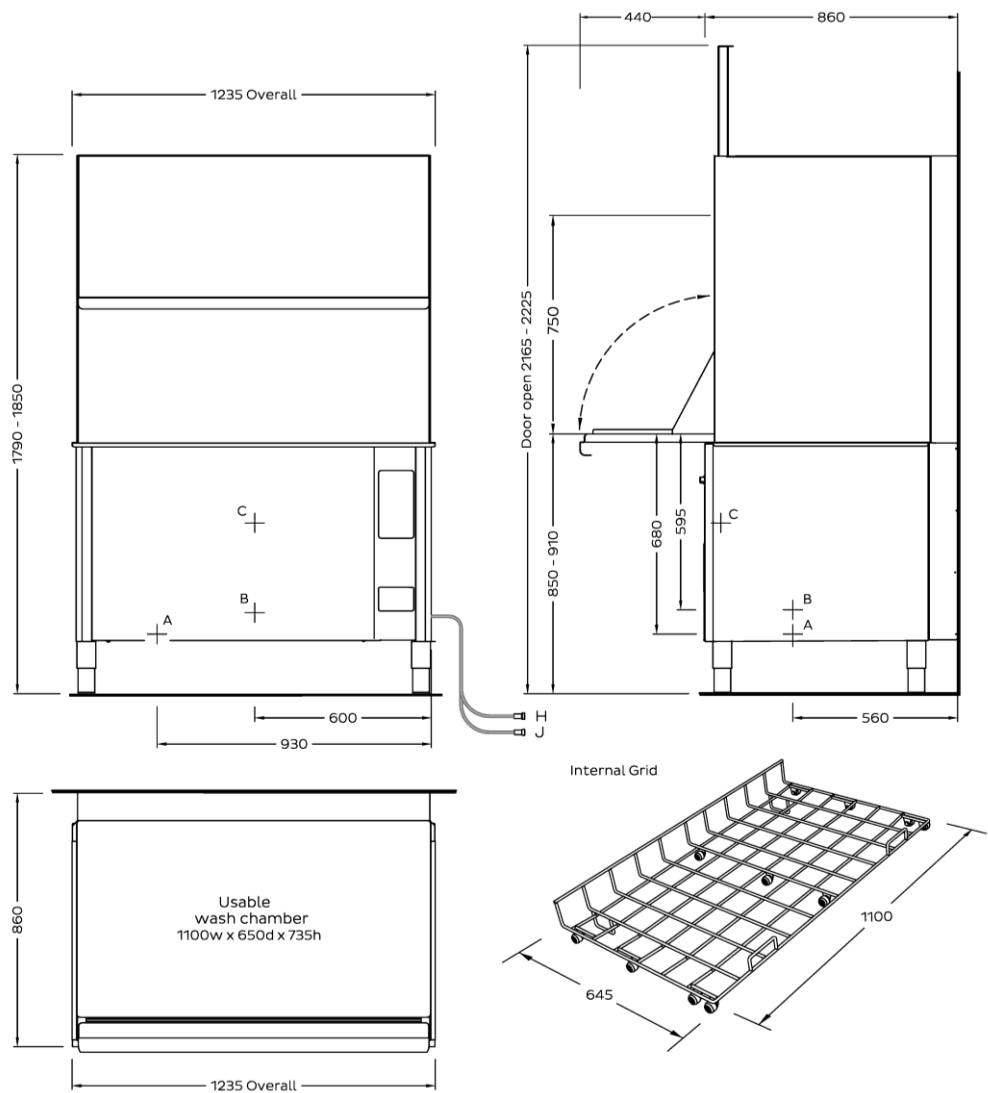 440
860
1235 Overall
1790 - 1850
C
B
A
600
930
H
J
Door open 2165 - 2225
750
850 - 910
680
595
C
B
A
560
860
Usable
wash chamber
1100w x 650d x 735h
1235 Overall
Internal Grid
1100
645